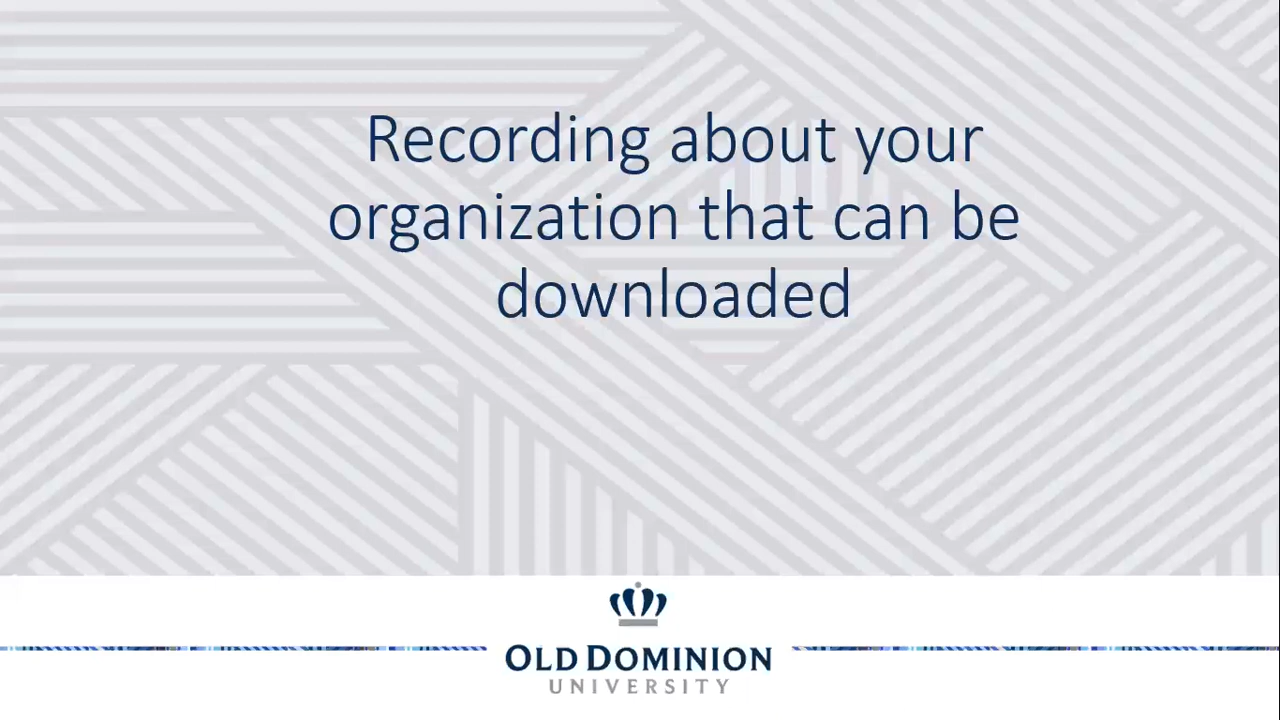 Recording about your
organization that can be
downloaded
OLD DOMINION
UNIVERSITY